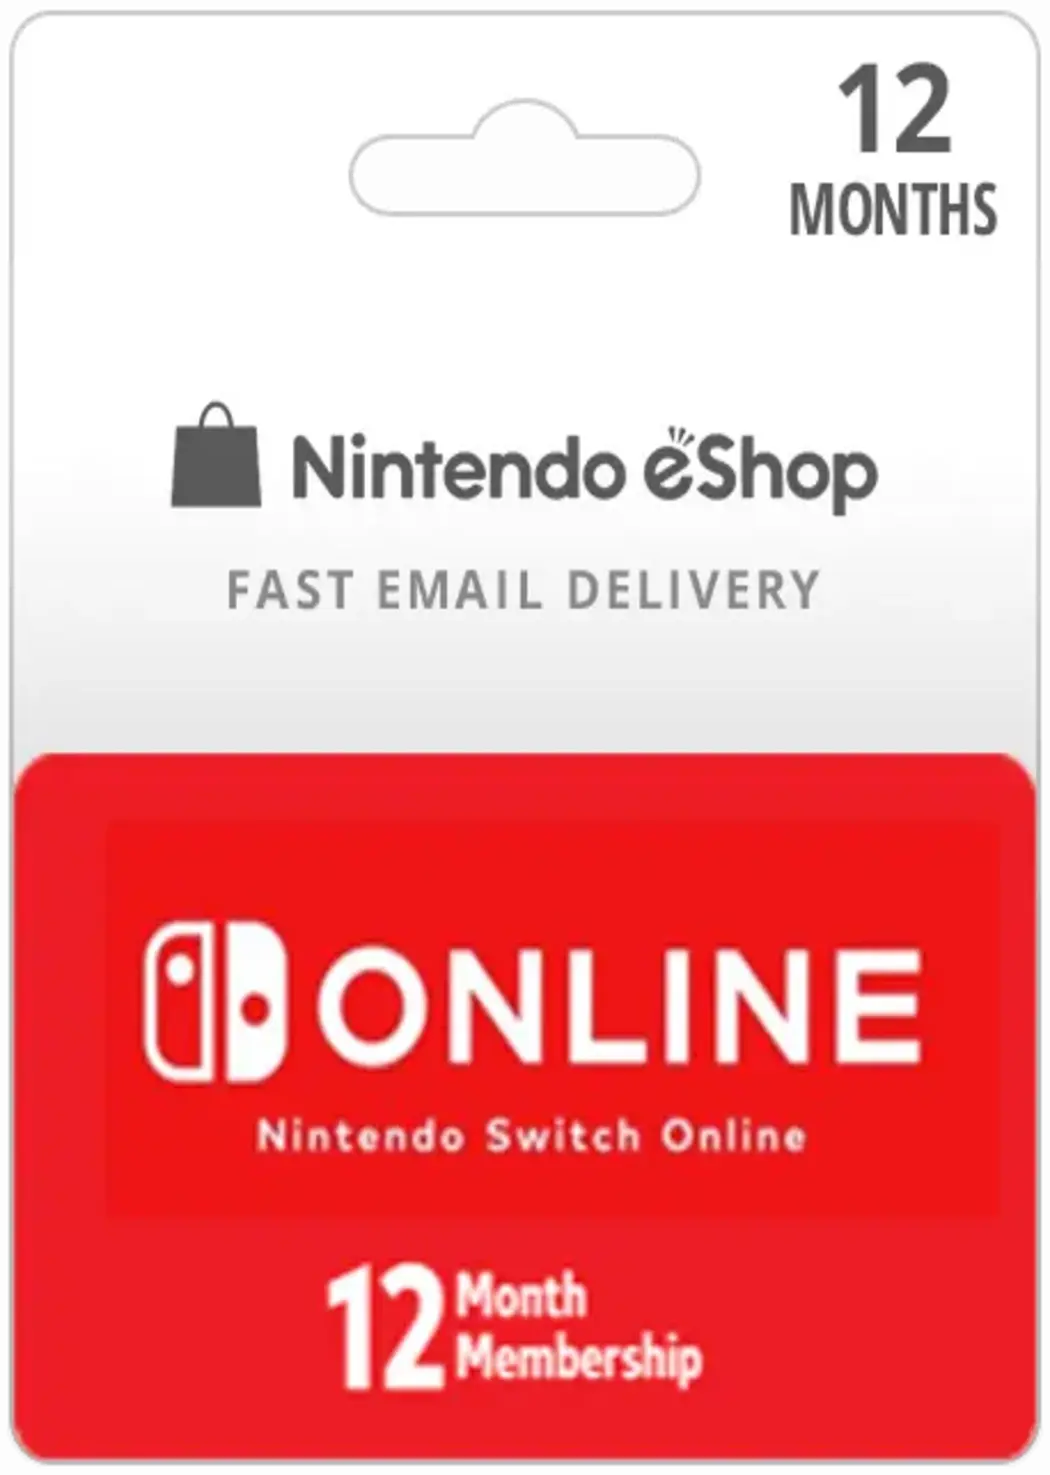 12
MONTHS
Nintendo eShop
FAST EMAIL DELIVERY
ONLINE
Nintendo Switch Online
12 Month
Membership